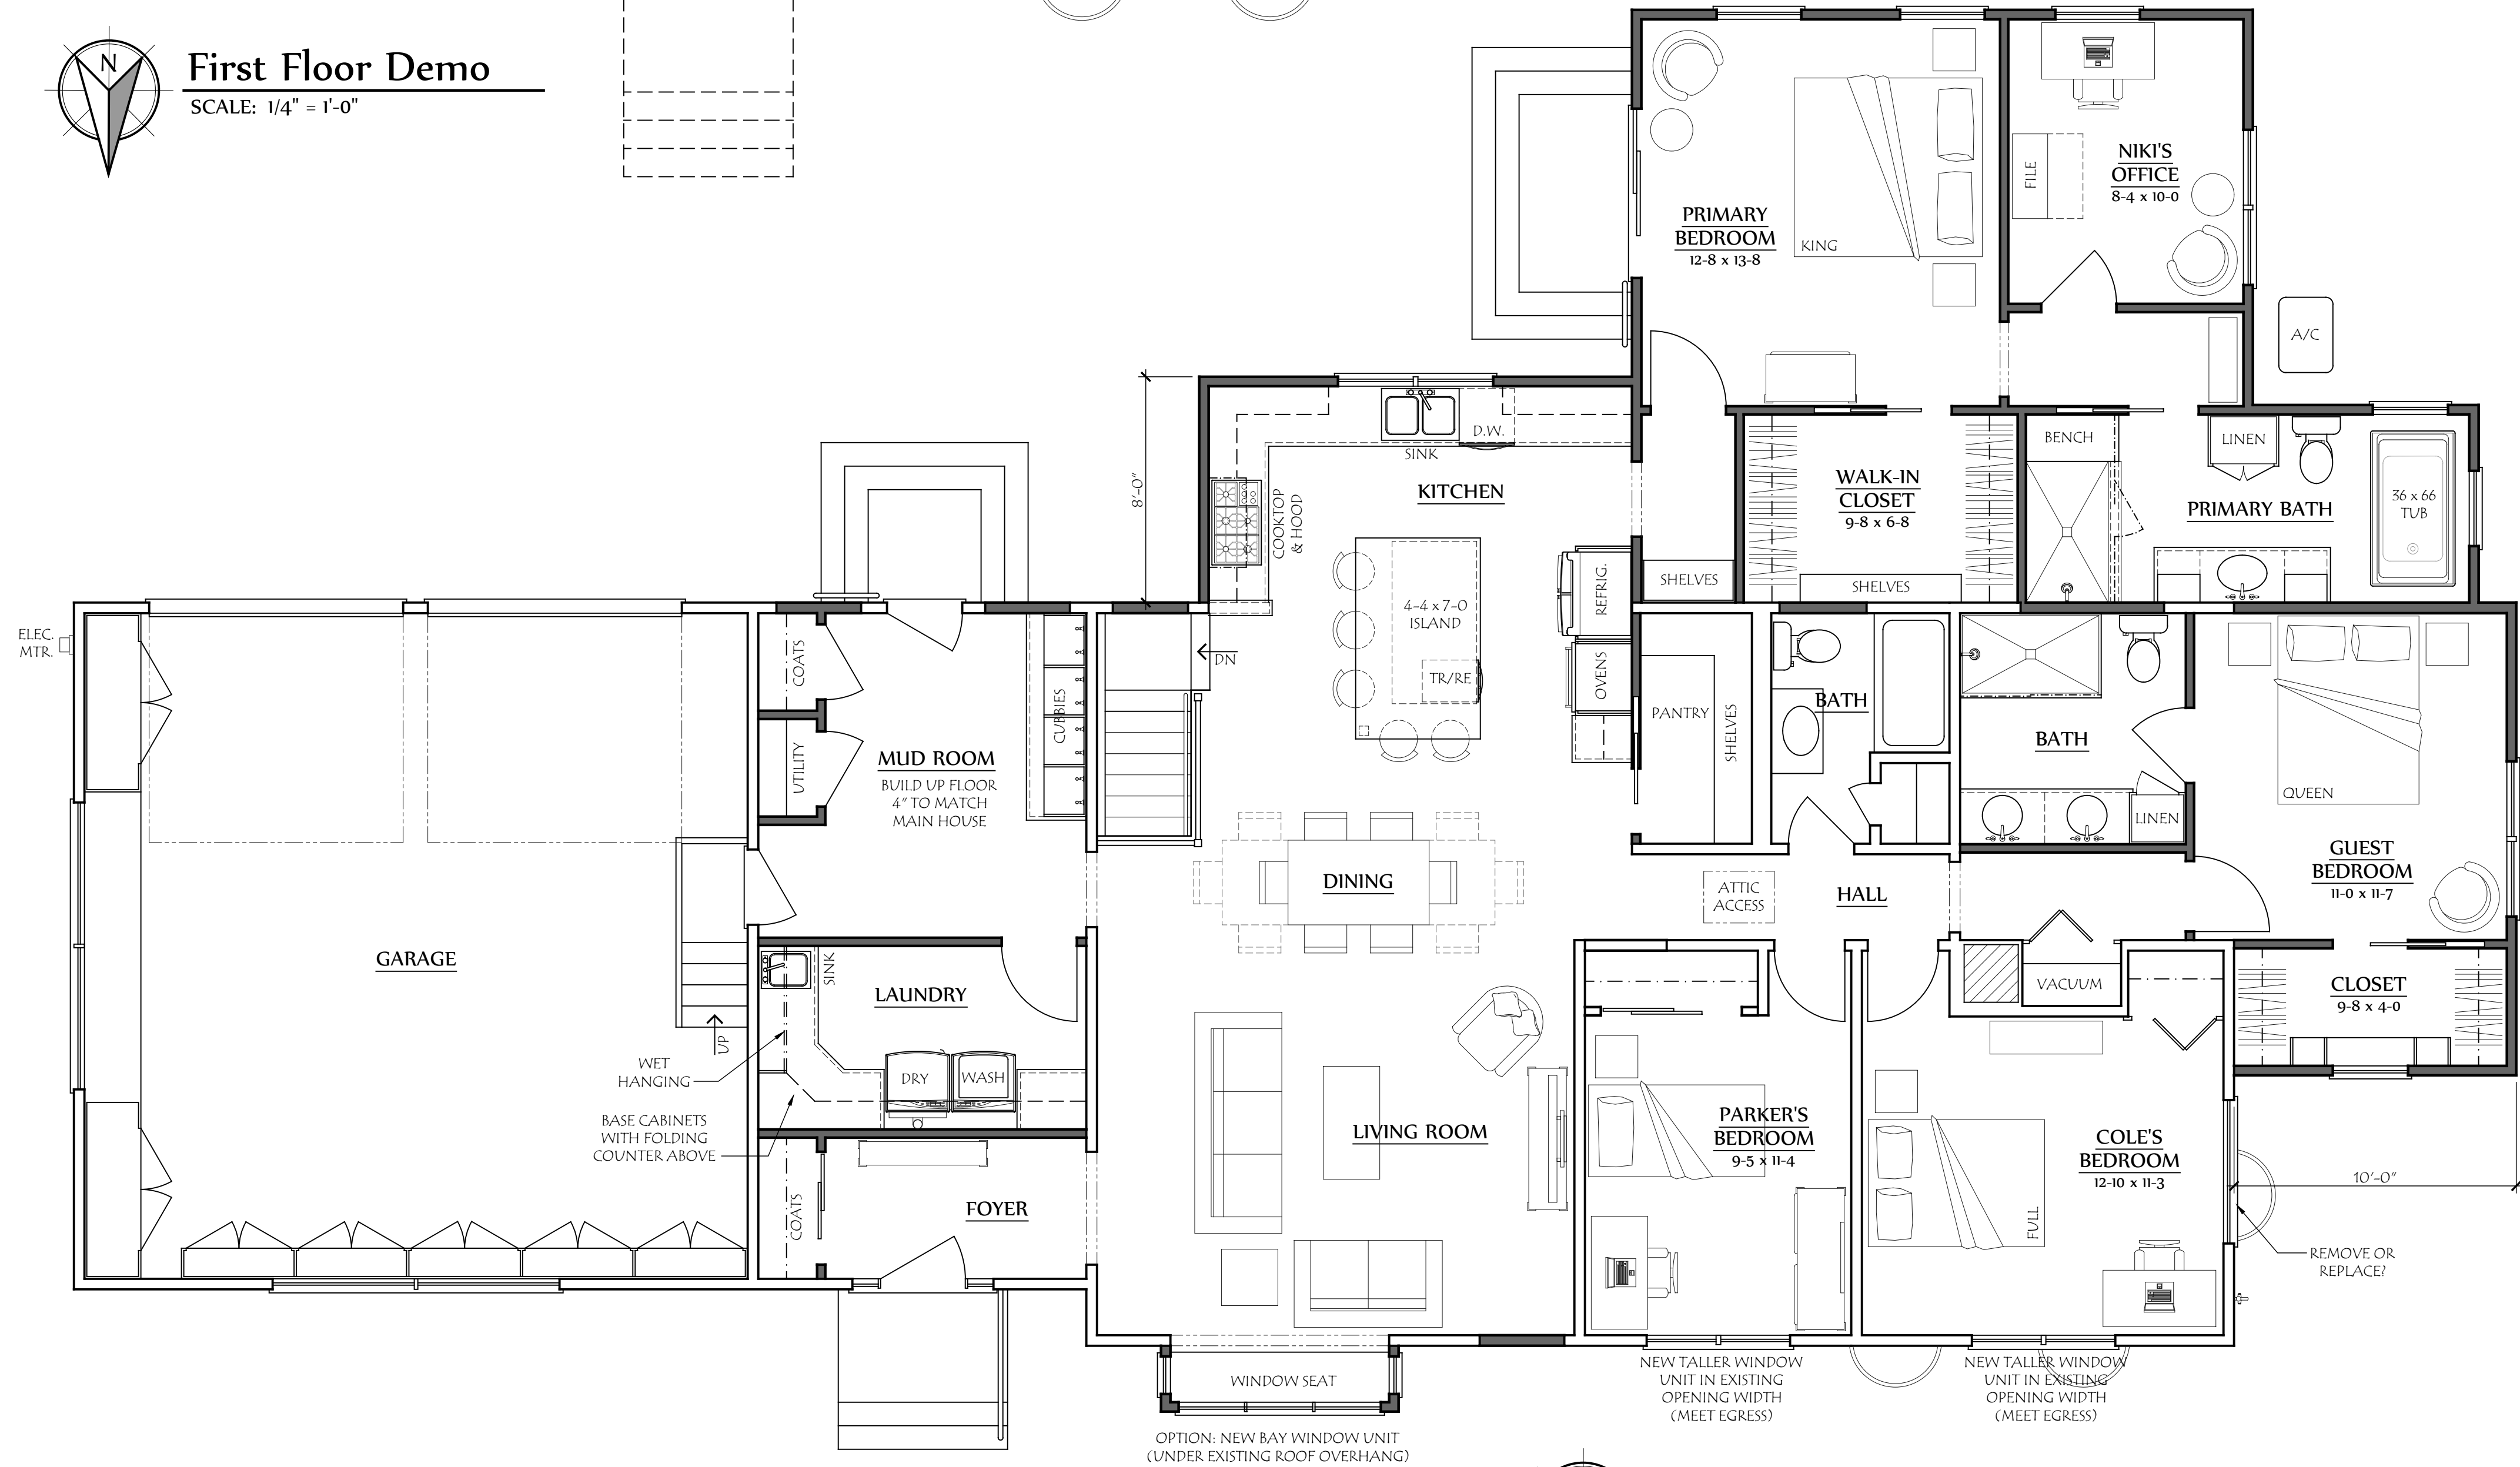 N
First Floor Demo
SCALE: 1/4" = 1'-0"
NIKI'S
OFFICE
8-4 x 10-0
FILE
PRIMARY
BEDROOM
12-8 x 13-8
KING
A/C
8'-0"
D.W.
SINK
KITCHEN
COOKTOP
& HOOD
BENCH
LINEN
WALK-IN
CLOSET
9-8 x 6-8
PRIMARY BATH
36 x 66
TUB
SHELVES
SHELVES
REFRIG.
4-4 x 7-0
ISLAND
TR/RE
OVENS
ELEC.
MTR.
COATS
UTILITY
CUBBIES
DN
MUD ROOM
BUILD UP FLOOR
4" TO MATCH
MAIN HOUSE
PANTRY
SHELVES
BATH
BATH
LINEN
QUEEN
GUEST
BEDROOM
11-0 x 11-7
DINING
ATTIC
ACCESS
HALL
GARAGE
UP
SINK
LAUNDRY
WET
HANGING
DRY
WASH
BASE CABINETS
WITH FOLDING
COUNTER ABOVE
VACUUM
CLOSET
9-8 x 4-0
LIVING ROOM
PARKER'S
BEDROOM
9-5 x 11-4
COLE'S
BEDROOM
12-10 x 11-3
FULL
10'-0"
COATS
FOYER
REMOVE OR
REPLACE?
WINDOW SEAT
NEW TALLER WINDOW
UNIT IN EXISTING
OPENING WIDTH
(MEET EGRESS)
NEW TALLER WINDOW
UNIT IN EXISTING
OPENING WIDTH
(MEET EGRESS)
OPTION: NEW BAY WINDOW UNIT
(UNDER EXISTING ROOF OVERHANG)